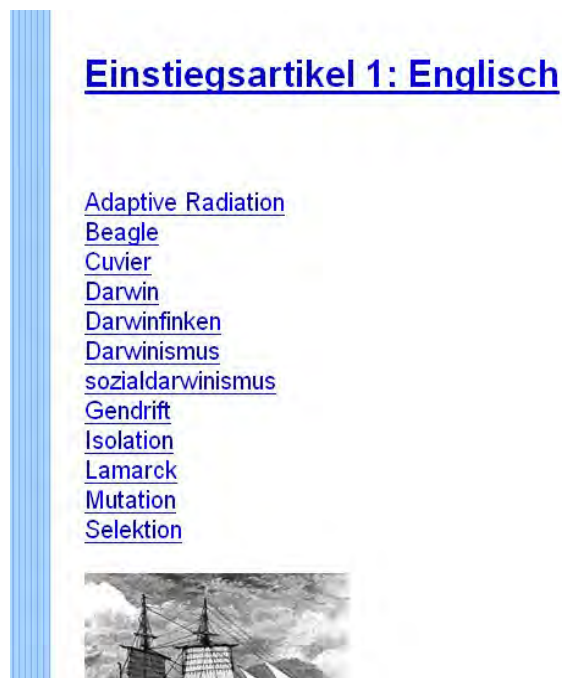 Einstiegsartikel 1: Englisch
Adaptive Radiation
Beagle
Cuvier
Darwin
Darwinfinken
Darwinismus
sozialdarwinismus
Gendrift
Isolation
Lamarck
Mutation
Selektion